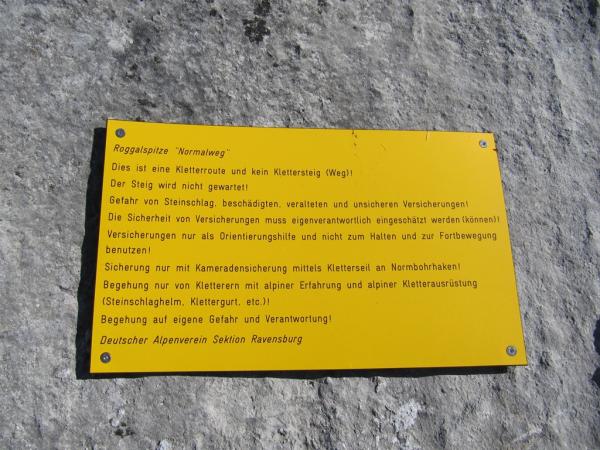 Roggalspitze "Normalweg"
Dies ist eine Kletterroute und kein Klettersteig (Weg)!
Der Steig wird nicht gewartet!
Gefahr von Steinschlag, beschädigten, veralteten und unsicheren Versicherungen!
Die Sicherheit von Versicherungen muss eigenverantwortlich eingeschätzt werden(können)!
Versicherungen nur als Orientierungshilfe und nicht zum Halten und zur Fortbewegung
benutzen!
Sicherung nur mit Kameradensicherung mittels Kletterseil an Normbohrhaken!
Begehung nur von Kletterern mit alpiner Erfahrung und alpiner Kletterausrüstung
(Steinschlaghelm, Klettergurt, etc.)!
Begehung auf eigene Gefahr und Verantwortung!
Deutscher Alpenverein Sektion Ravensburg